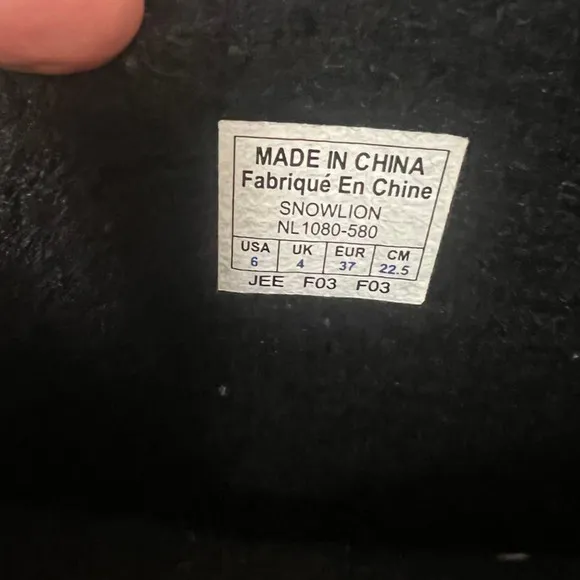 MADE IN CHINA
Fabriqué En Chine
SNOWLION
NL1080-580
USA UK EUR CM
6 4 37 22.5
JEE F03 F03